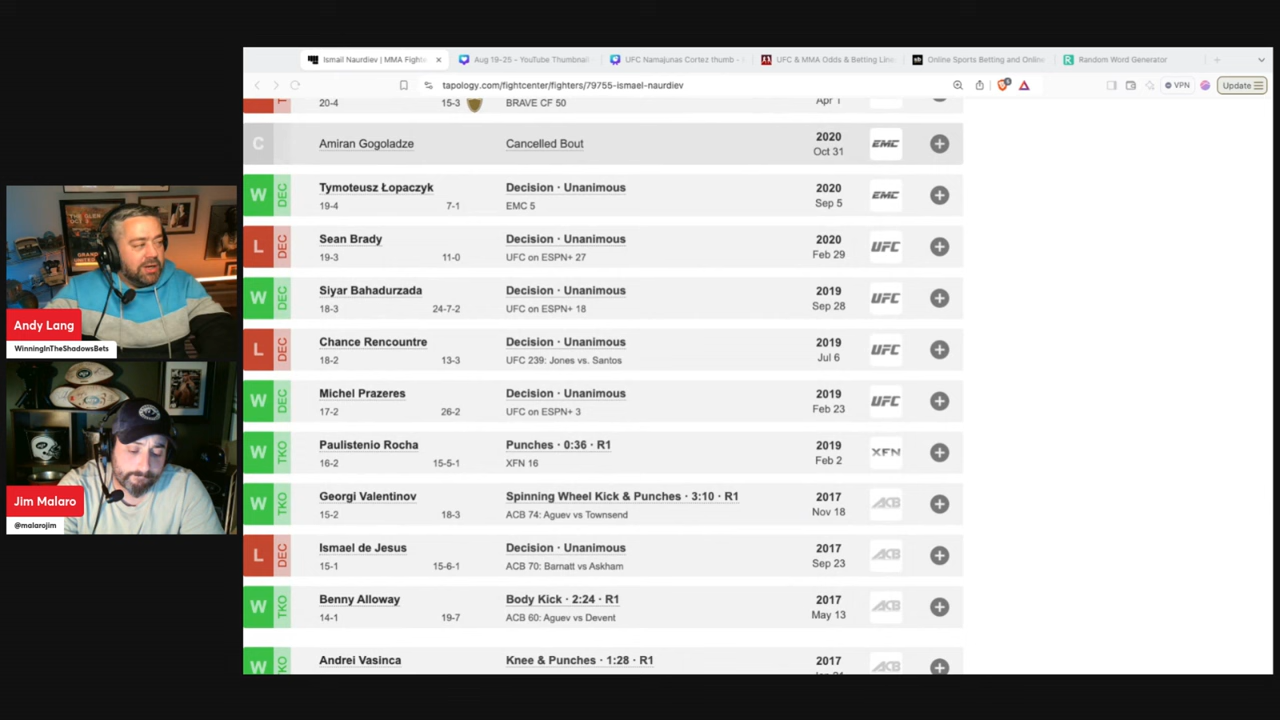 Ismail Naurdiev | MMA Fighte
Aug 19-25 - YouTube Thumbnail
UFC Namajunas Cortez thumb -
UFC & MMA Odds & Betting Line
Online Sports Betting and Online
Random Word Generator
tapology.com/fightcenter/fighters/79755-ismael-naurdiev
VPN
Update
20-4 15-3 BRAVE CF 50 Apr 1
C Amiran Gogoladze Cancelled Bout 2020
Oct 31 EMC
W DEC Tymoteusz Łopaczyk Decision · Unanimous 2020 EMC
19-4 7-1 EMC 5 Sep 5
L DEC Sean Brady Decision · Unanimous 2020 UFC
19-3 11-0 UFC on ESPN+ 27 Feb 29
W DEC Siyar Bahadurzada Decision · Unanimous 2019 UFC
18-3 24-7-2 UFC on ESPN+ 18 Sep 28
L DEC Chance Rencountre Decision · Unanimous 2019 UFC
18-2 13-3 UFC 239: Jones vs. Santos Jul 6
W DEC Michel Prazeres Decision · Unanimous 2019 UFC
17-2 26-2 UFC on ESPN+ 3 Feb 23
W TKO Paulistenio Rocha Punches · 0:36 · R1 2019 XFN
16-2 15-5-1 XFN 16 Feb 2
W TKO Georgi Valentinov Spinning Wheel Kick & Punches · 3:10 · R1 2017 ACB
15-2 18-3 ACB 74: Aguev vs Townsend Nov 18
L DEC Ismael de Jesus Decision · Unanimous 2017 ACB
15-1 15-6-1 ACB 70: Barnatt vs Askham Sep 23
W TKO Benny Alloway Body Kick · 2:24 · R1 2017 ACB
14-1 19-7 ACB 60: Aguev vs Devent May 13
W KO Andrei Vasinca Knee & Punches · 1:28 · R1 2017 ACB
Andy Lang
WinningInTheShadowsBets
Jim Malaro
@malarojim